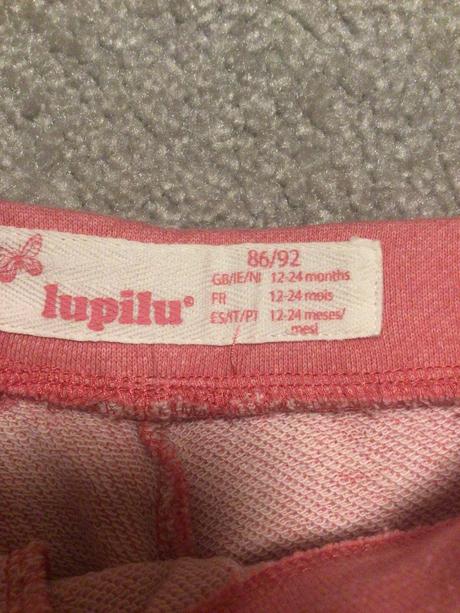 lupilu®
86/92
GB/IE/NI 12-24 months
FR 12-24 mois
ES/IT/PT 12-24 meses/
mesi